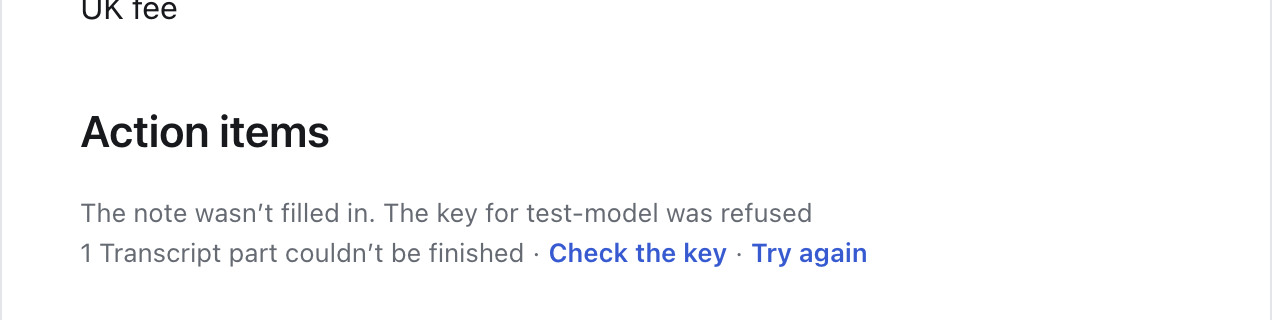 UK fee
Action items
The note wasn’t filled in. The key for test-model was refused
1 Transcript part couldn’t be finished · Check the key · Try again